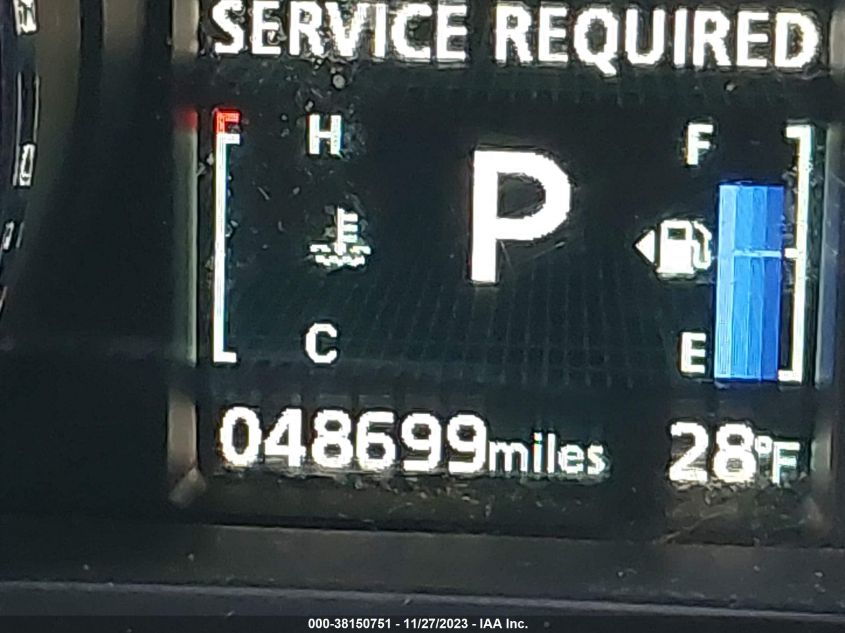 SERVICE REQUIRED
H
F
P
C
E
048699miles
28°F
000-38150751 - 11/27/2023 - IAA Inc.